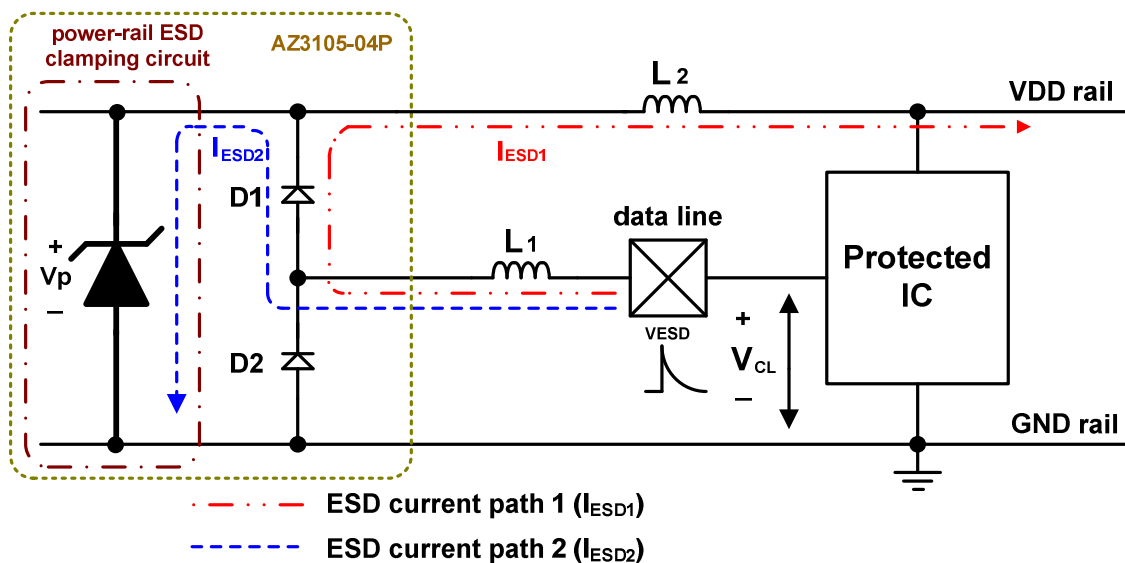 power-rail ESD
clamping circuit
AZ3105-04P
L2
VDD rail
IESD2
IESD1
D1
data line
L1
Protected
IC
+
Vp
–
VESD
+
VCL
–
D2
GND rail
ESD current path 1 (IESD1)
ESD current path 2 (IESD2)